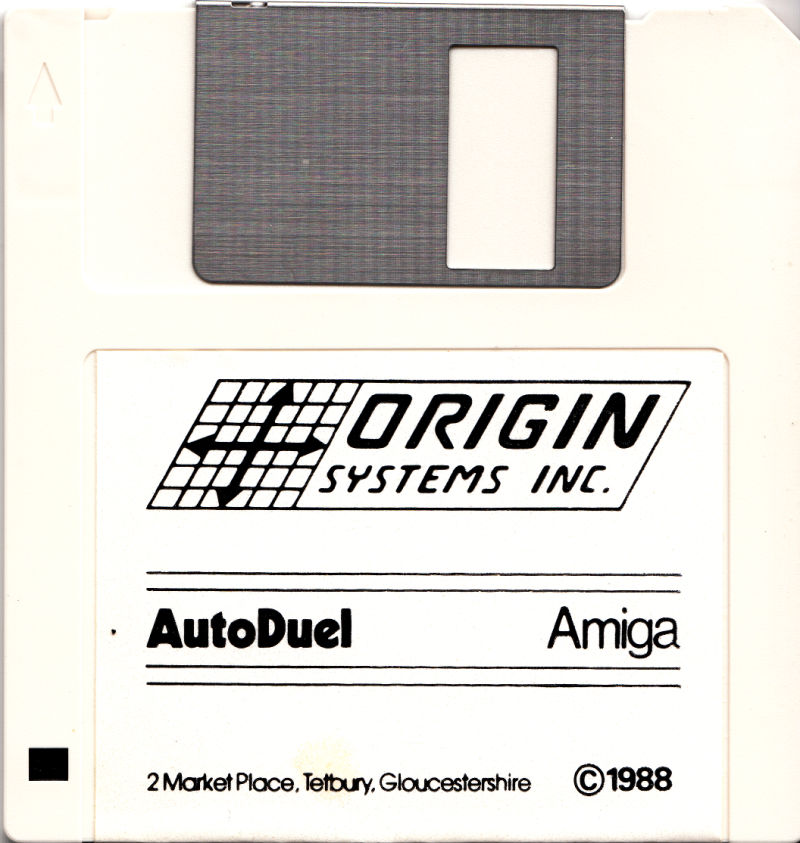 ORIGIN
SYSTEMS INC.
AutoDuel Amiga
2 Market Place, Tetbury, Gloucestershire ©1988